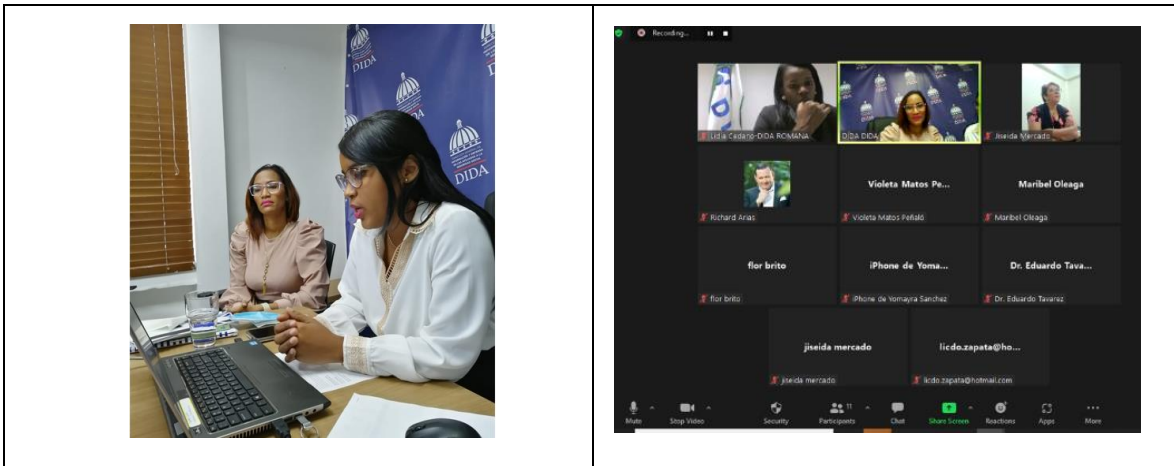 DIDA
DIDA
DIDA
DIDA
Recording...
Lidia Cedano-DIDA ROMANA
DIDA DIDA
Jiseida Mercado
Richard Arias
Violeta Matos Pe...
Violeta Matos Peñaló
Maribel Oleaga
Maribel Oleaga
flor brito
flor brito
iPhone de Yoma...
iPhone de Yomayra Sanchez
Dr. Eduardo Tava...
Dr. Eduardo Tavarez
jiseida mercado
jiseida mercado
licdo.zapata@ho...
licdo.zapata@hotmail.com
Mute
Stop Video
Security
Participants
11
Chat
Share Screen
Reactions
Apps
More